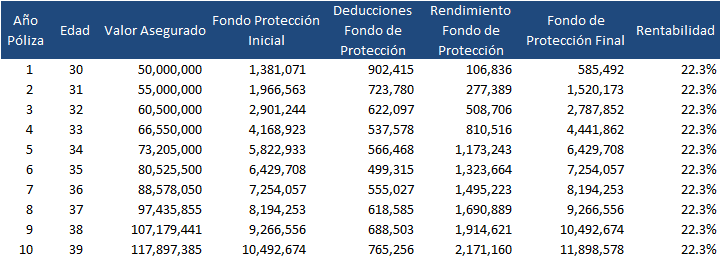 Año Póliza Edad Valor Asegurado Fondo Protección Inicial Deducciones Fondo de Protección Rendimiento Fondo de Protección Fondo de Protección Final Rentabilidad
1 30 50,000,000 1,381,071 902,415 106,836 585,492 22.3%
2 31 55,000,000 1,966,563 723,780 277,389 1,520,173 22.3%
3 32 60,500,000 2,901,244 622,097 508,706 2,787,852 22.3%
4 33 66,550,000 4,168,923 537,578 810,516 4,441,862 22.3%
5 34 73,205,000 5,822,933 566,468 1,173,243 6,429,708 22.3%
6 35 80,525,500 6,429,708 499,315 1,323,664 7,254,057 22.3%
7 36 88,578,050 7,254,057 555,027 1,495,223 8,194,253 22.3%
8 37 97,435,855 8,194,253 618,585 1,690,889 9,266,556 22.3%
9 38 107,179,441 9,266,556 688,503 1,914,621 10,492,674 22.3%
10 39 117,897,385 10,492,674 765,256 2,171,160 11,898,578 22.3%